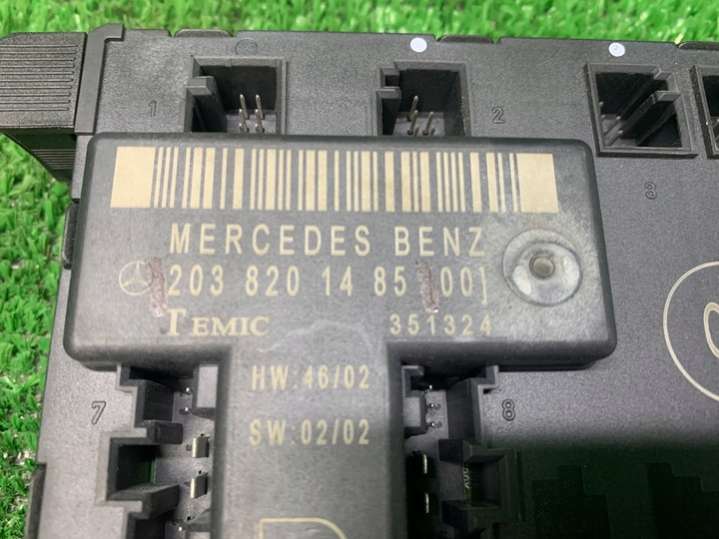 1
2
3
MERCEDES BENZ
203 820 14 85 [00]
TEMIC 351324
HW:46/02
7
8
SW:02/02